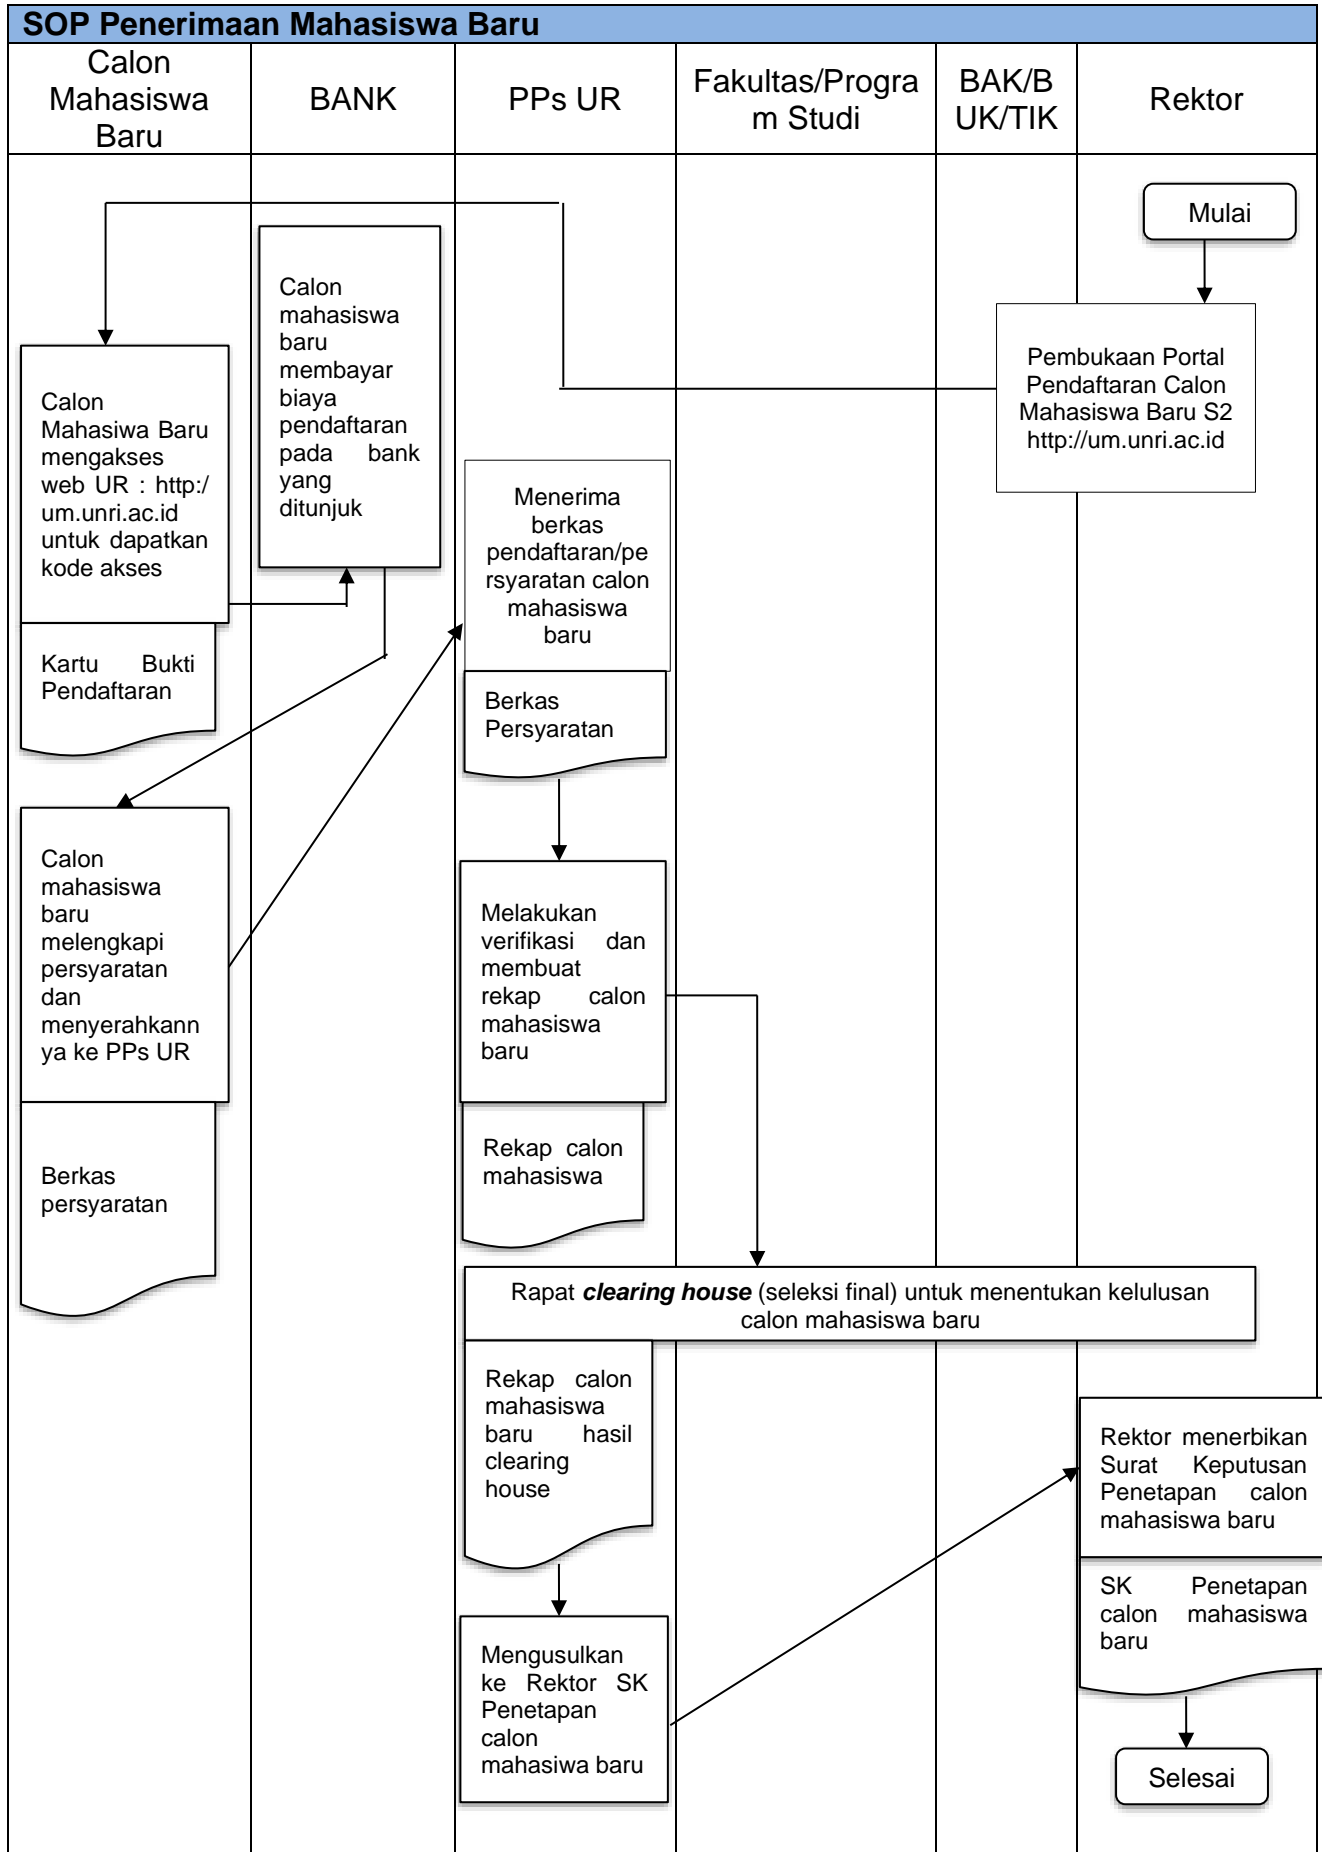 SOP Penerimaan Mahasiswa Baru
Calon
Mahasiswa
Baru
BANK
PPs UR
Fakultas/Progra
m Studi
BAK/B
UK/TIK
Rektor
Mulai
Pembukaan Portal
Pendaftaran Calon
Mahasiswa Baru S2
http://um.unri.ac.id
Calon
Mahasiwa Baru
mengakses
web UR : http:/
um.unri.ac.id
untuk dapatkan
kode akses
Kartu Bukti
Pendaftaran
Calon
mahasiswa
baru
membayar
biaya
pendaftaran
pada bank
yang
ditunjuk
Calon
mahasiswa
baru
melengkapi
persyaratan
dan
menyerahkann
ya ke PPs UR
Berkas
persyaratan
Menerima
berkas
pendaftaran/pe
rsyaratan calon
mahasiswa
baru
Berkas
Persyaratan
Melakukan
verifikasi dan
membuat
rekap calon
mahasiswa
baru
Rekap calon
mahasiswa
Rapat clearing house (seleksi final) untuk menentukan kelulusan
calon mahasiswa baru
Rekap calon
mahasiswa
baru hasil
clearing
house
Mengusulkan
ke Rektor SK
Penetapan
calon
mahasiwa baru
Rektor menerbikan
Surat Keputusan
Penetapan calon
mahasiswa baru
SK Penetapan
calon mahasiswa
baru
Selesai